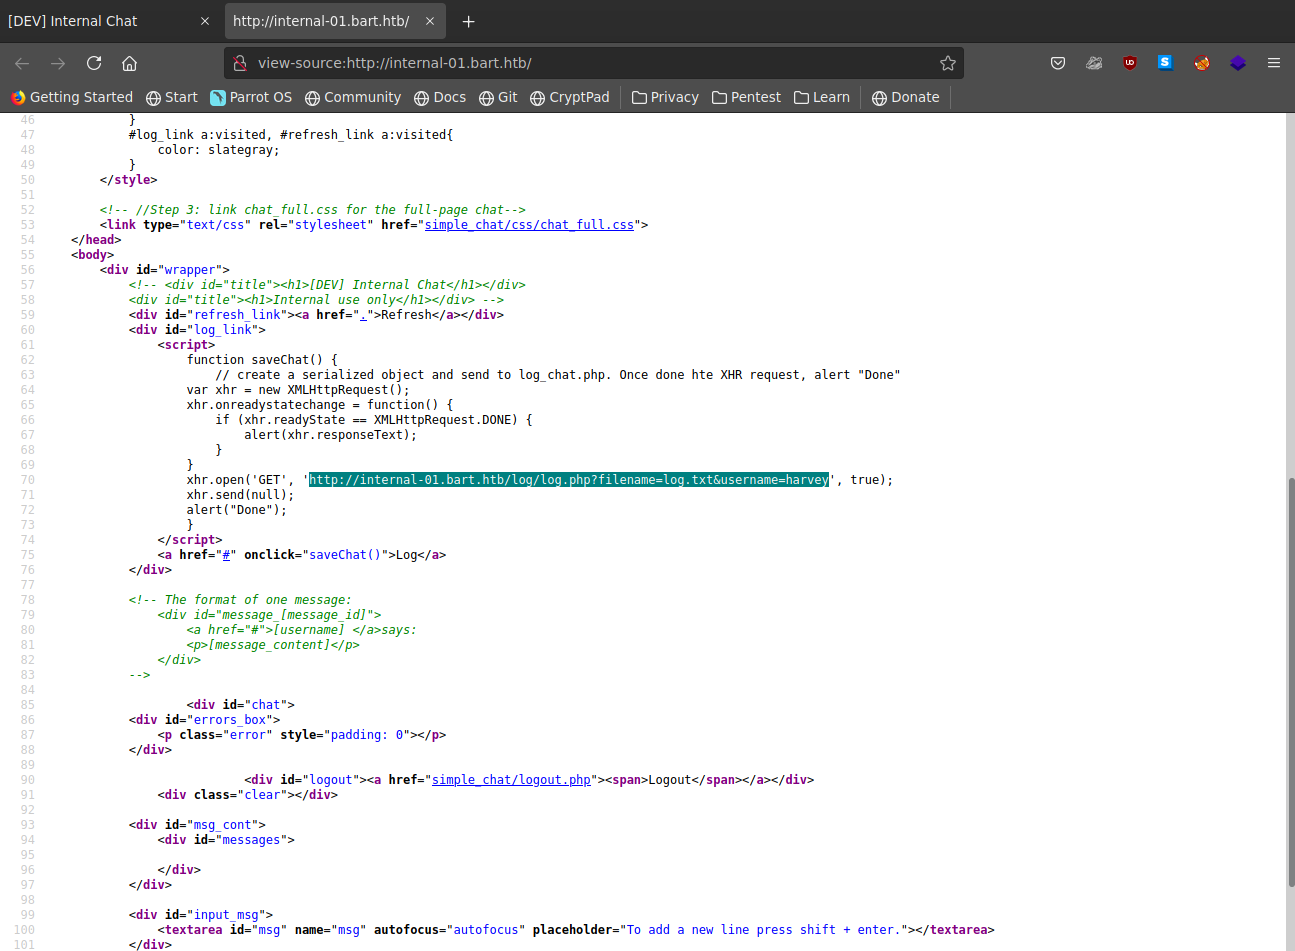 [DEV] Internal Chat
http://internal-01.bart.htb/
view-source:http://internal-01.bart.htb/
Getting Started Start Parrot OS Community Docs Git CryptPad Privacy Pentest Learn Donate
46 }
47 #log_link a:visited, #refresh_link a:visited{
48 color: slategray;
49 }
50 </style>
51
52 <!-- //Step 3: link chat_full.css for the full-page chat-->
53 <link type="text/css" rel="stylesheet" href="simple_chat/css/chat_full.css">
54 </head>
55 <body>
56 <div id="wrapper">
57 <!-- <div id="title"><h1>[DEV] Internal Chat</h1></div>
58 <div id="title"><h1>Internal use only</h1></div> -->
59 <div id="refresh_link"><a href=".">Refresh</a></div>
60 <div id="log_link">
61 <script>
62 function saveChat() {
63 // create a serialized object and send to log_chat.php. Once done hte XHR request, alert "Done"
64 var xhr = new XMLHttpRequest();
65 xhr.onreadystatechange = function() {
66 if (xhr.readyState == XMLHttpRequest.DONE) {
67 alert(xhr.responseText);
68 }
69 }
70 xhr.open('GET', 'http://internal-01.bart.htb/log/log.php?filename=log.txt&username=harvey', true);
71 xhr.send(null);
72 alert("Done");
73 }
74 </script>
75 <a href="#" onclick="saveChat()">Log</a>
76 </div>
77
78 <!-- The format of one message:
79 <div id="message_[message_id]">
80 <a href="#">[username] </a>says:
81 <p>[message_content]</p>
82 </div>
83 -->
84
85 <div id="chat">
86 <div id="errors_box">
87 <p class="error" style="padding: 0"></p>
88 </div>
89
90 <div id="logout"><a href="simple_chat/logout.php"><span>Logout</span></a></div>
91 <div class="clear"></div>
92
93 <div id="msg_cont">
94 <div id="messages">
95
96 </div>
97 </div>
98
99 <div id="input_msg">
100 <textarea id="msg" name="msg" autofocus="autofocus" placeholder="To add a new line press shift + enter."></textarea>
101 </div>